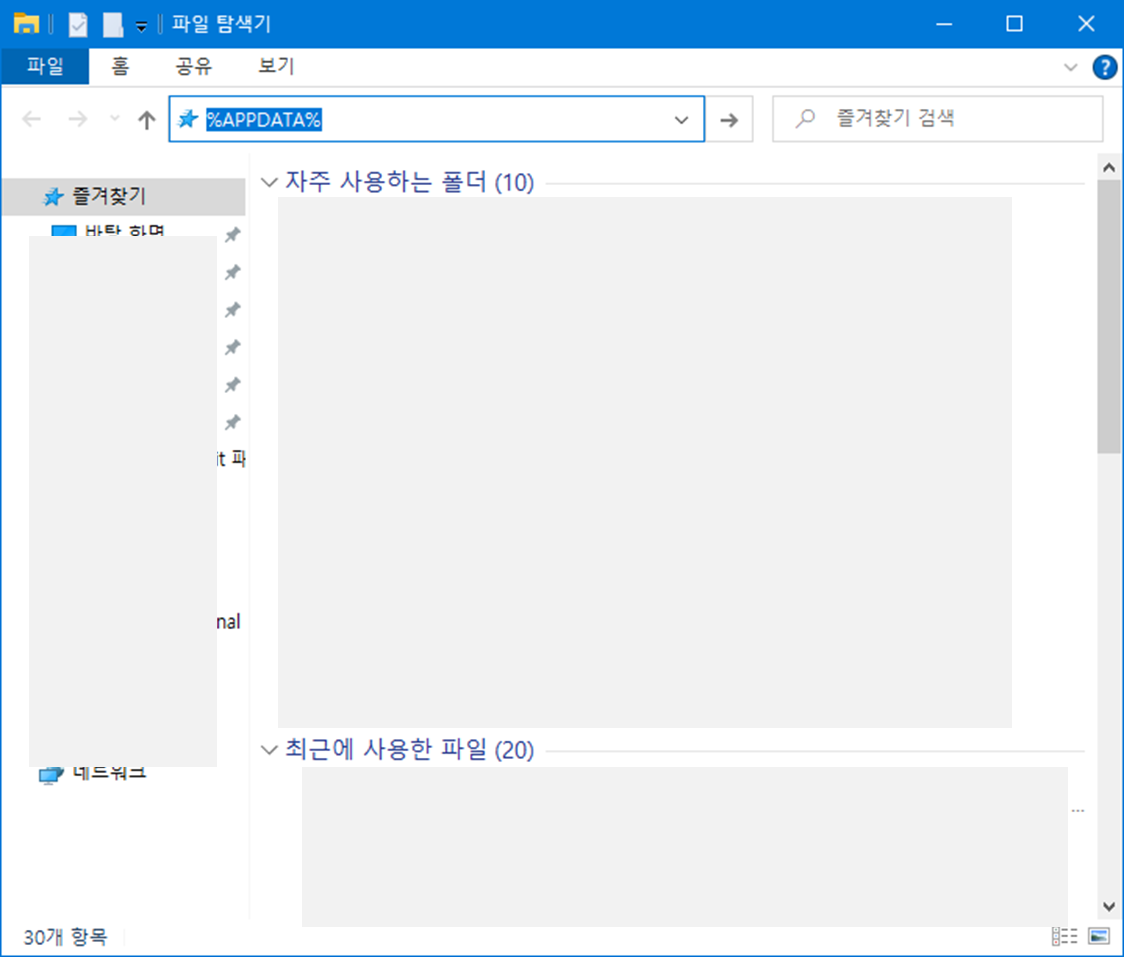 파일 탐색기
파일 홈 공유 보기
%APPDATA% 즐겨찾기 검색
즐겨찾기
바탕 화면
it 파
nal
네트워크
자주 사용하는 폴더 (10)
최근에 사용한 파일 (20)
...
30개 항목